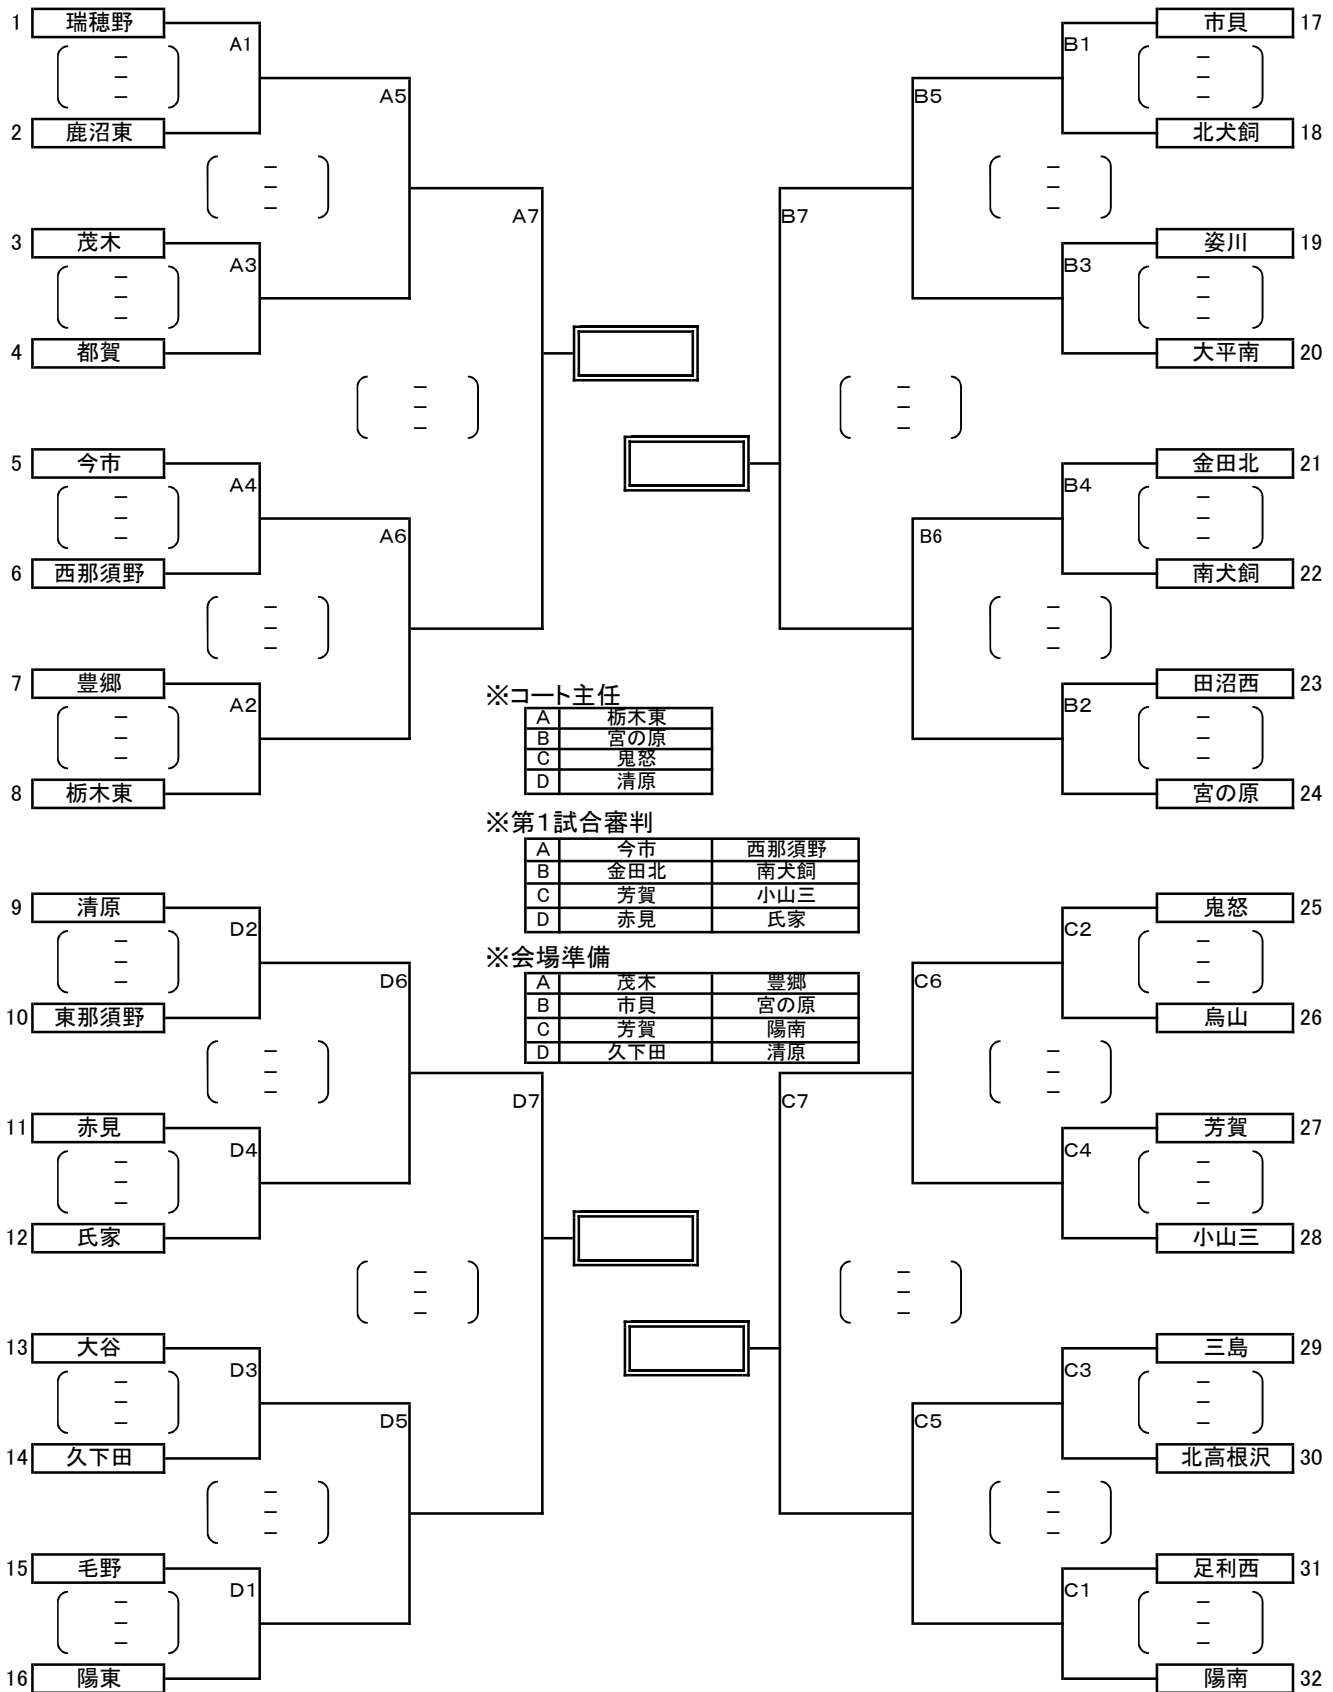 1 瑞穂野
A1
－
－
－
2 鹿沼東
A5
－
－
－
3 茂木
A3
－
－
－
4 都賀
A7
－
－
－
5 今市
A4
－
－
－
6 西那須野
A6
－
－
－
7 豊郷
A2
－
－
－
8 栃木東
市貝 17
B1
－
－
－
北犬飼 18
B5
－
－
－
姿川 19
B3
－
－
－
大平南 20
B7
－
－
－
金田北 21
B4
－
－
－
南犬飼 22
B6
－
－
－
田沼西 23
B2
－
－
－
宮の原 24
※コート主任
A 栃木東
B 宮の原
C 鬼怒
D 清原
※第1試合審判
A 今市 西那須野
B 金田北 南犬飼
C 芳賀 小山三
D 赤見 氏家
※会場準備
A 茂木 豊郷
B 市貝 宮の原
C 芳賀 陽南
D 久下田 清原
9 清原
D2
－
－
－
10 東那須野
D6
－
－
－
11 赤見
D4
－
－
－
12 氏家
D7
－
－
－
13 大谷
D3
－
－
－
14 久下田
D5
－
－
－
15 毛野
D1
－
－
－
16 陽東
鬼怒 25
C2
－
－
－
烏山 26
C6
－
－
－
芳賀 27
C4
－
－
－
小山三 28
C7
－
－
－
三島 29
C3
－
－
－
北高根沢 30
C5
－
－
－
足利西 31
C1
－
－
－
陽南 32